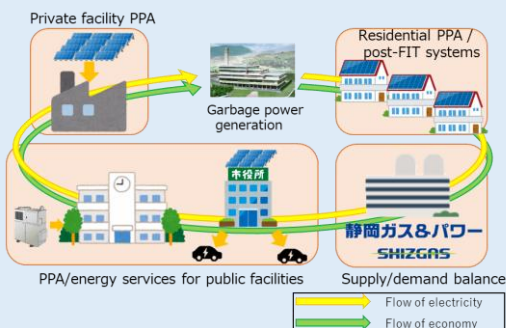 Private facility PPA
Residential PPA /
post-FIT systems
Garbage power
generation
市役所
静岡ガス&パワー
SHIZGAS
PPA/energy services for public facilities
Supply/demand balance
Flow of electricity
Flow of economy